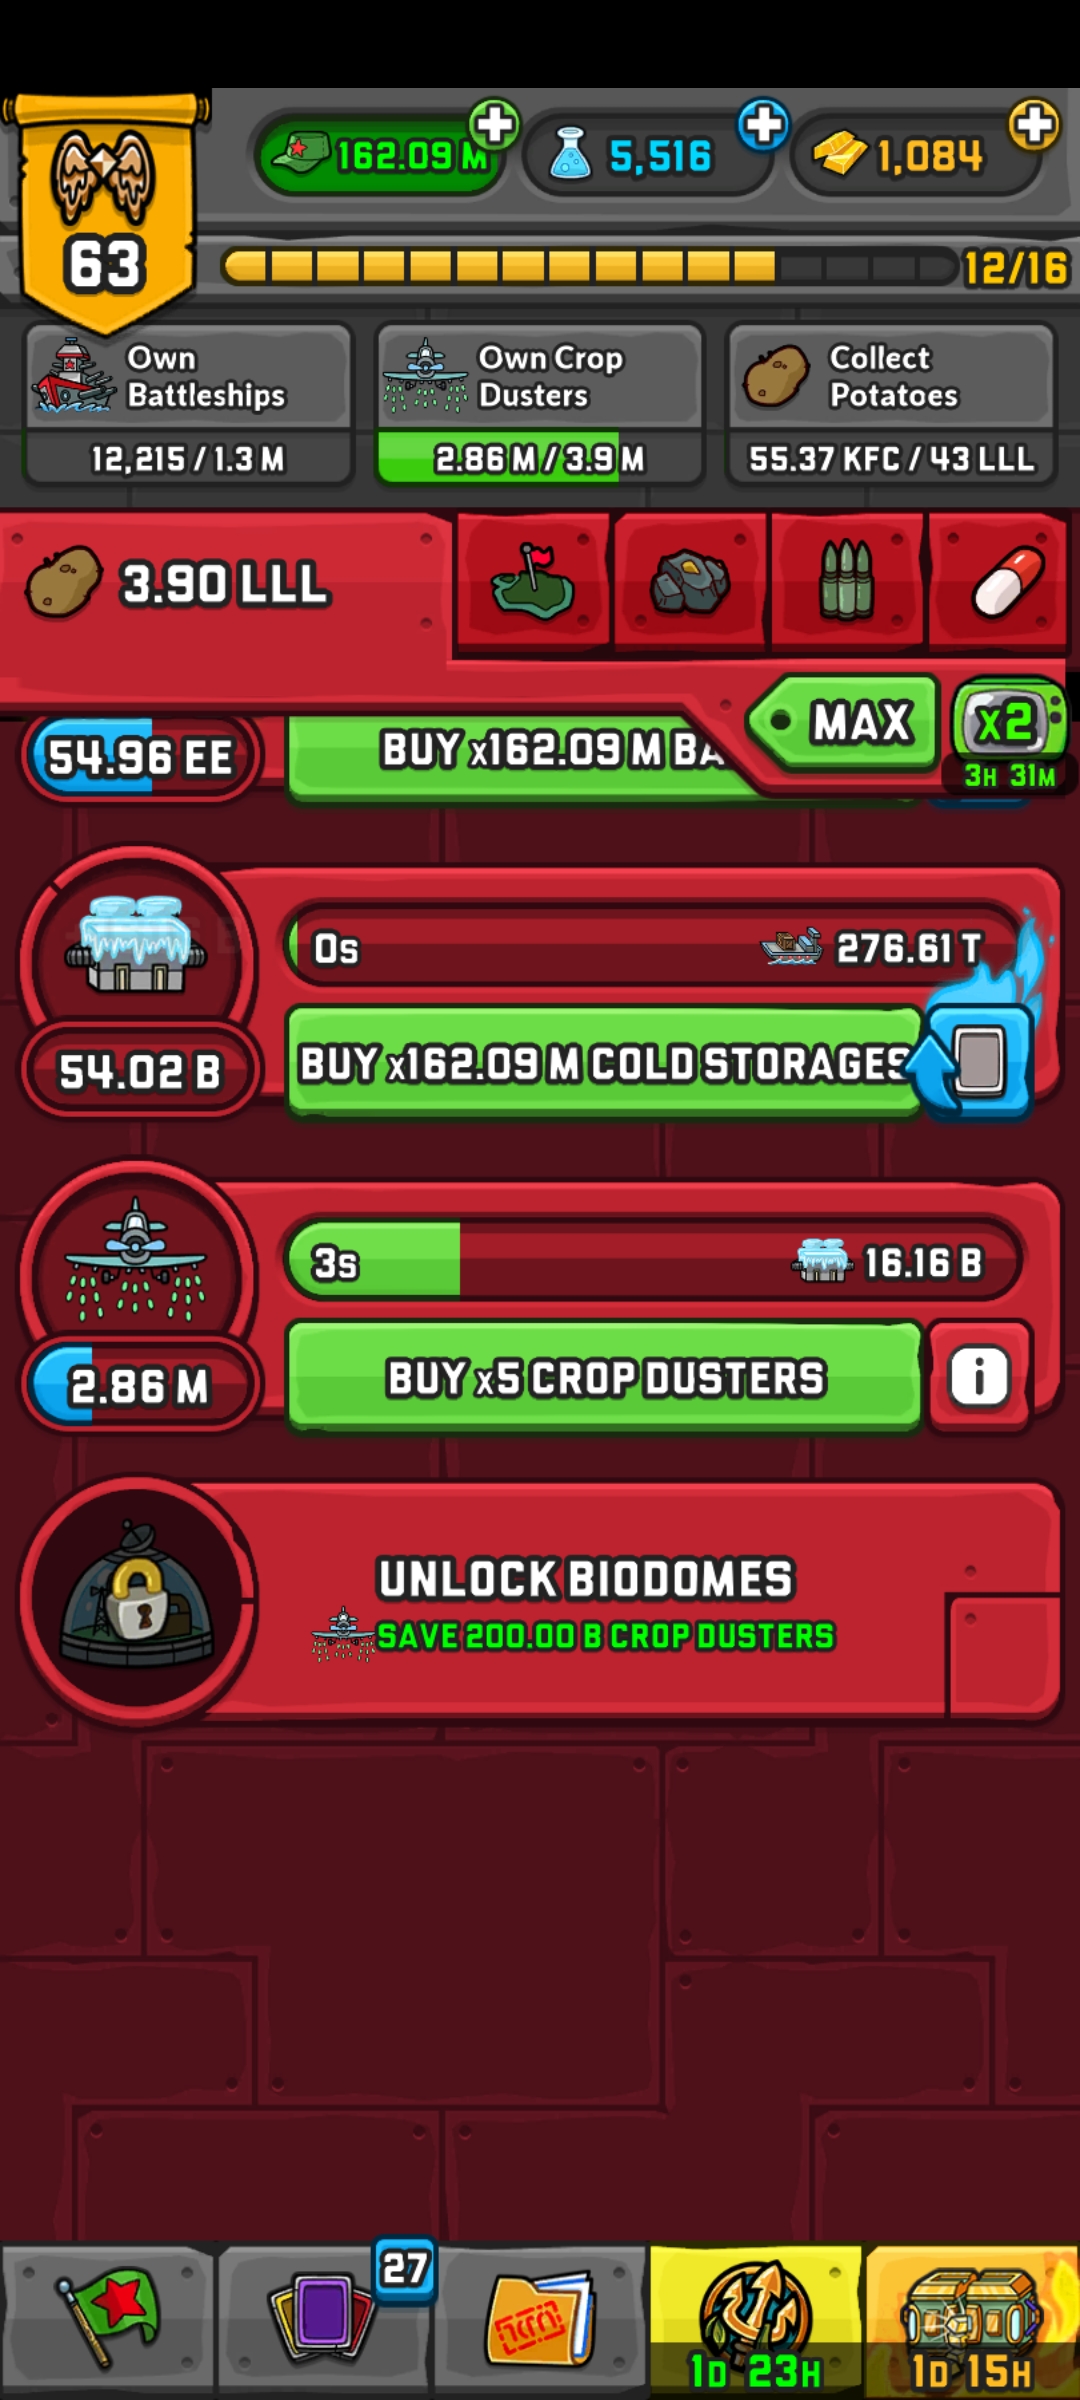 162.09 M
5,516
1,084
63
12/16
Own
Battleships
12,215 / 1.3 M
Own Crop
Dusters
2.86 M / 3.9 M
Collect
Potatoes
55.37 KFC / 43 LLL
3.90 LLL
MAX
X2
3H 31M
54.96 EE
BUY x162.09 M BA
0s
276.61 T
54.02 B
BUY x162.09 M COLD STORAGES
3s
16.16 B
2.86 M
BUY x5 CROP DUSTERS
i
UNLOCK BIODOMES
SAVE 200.00 B CROP DUSTERS
27
1D 23H
1D 15H